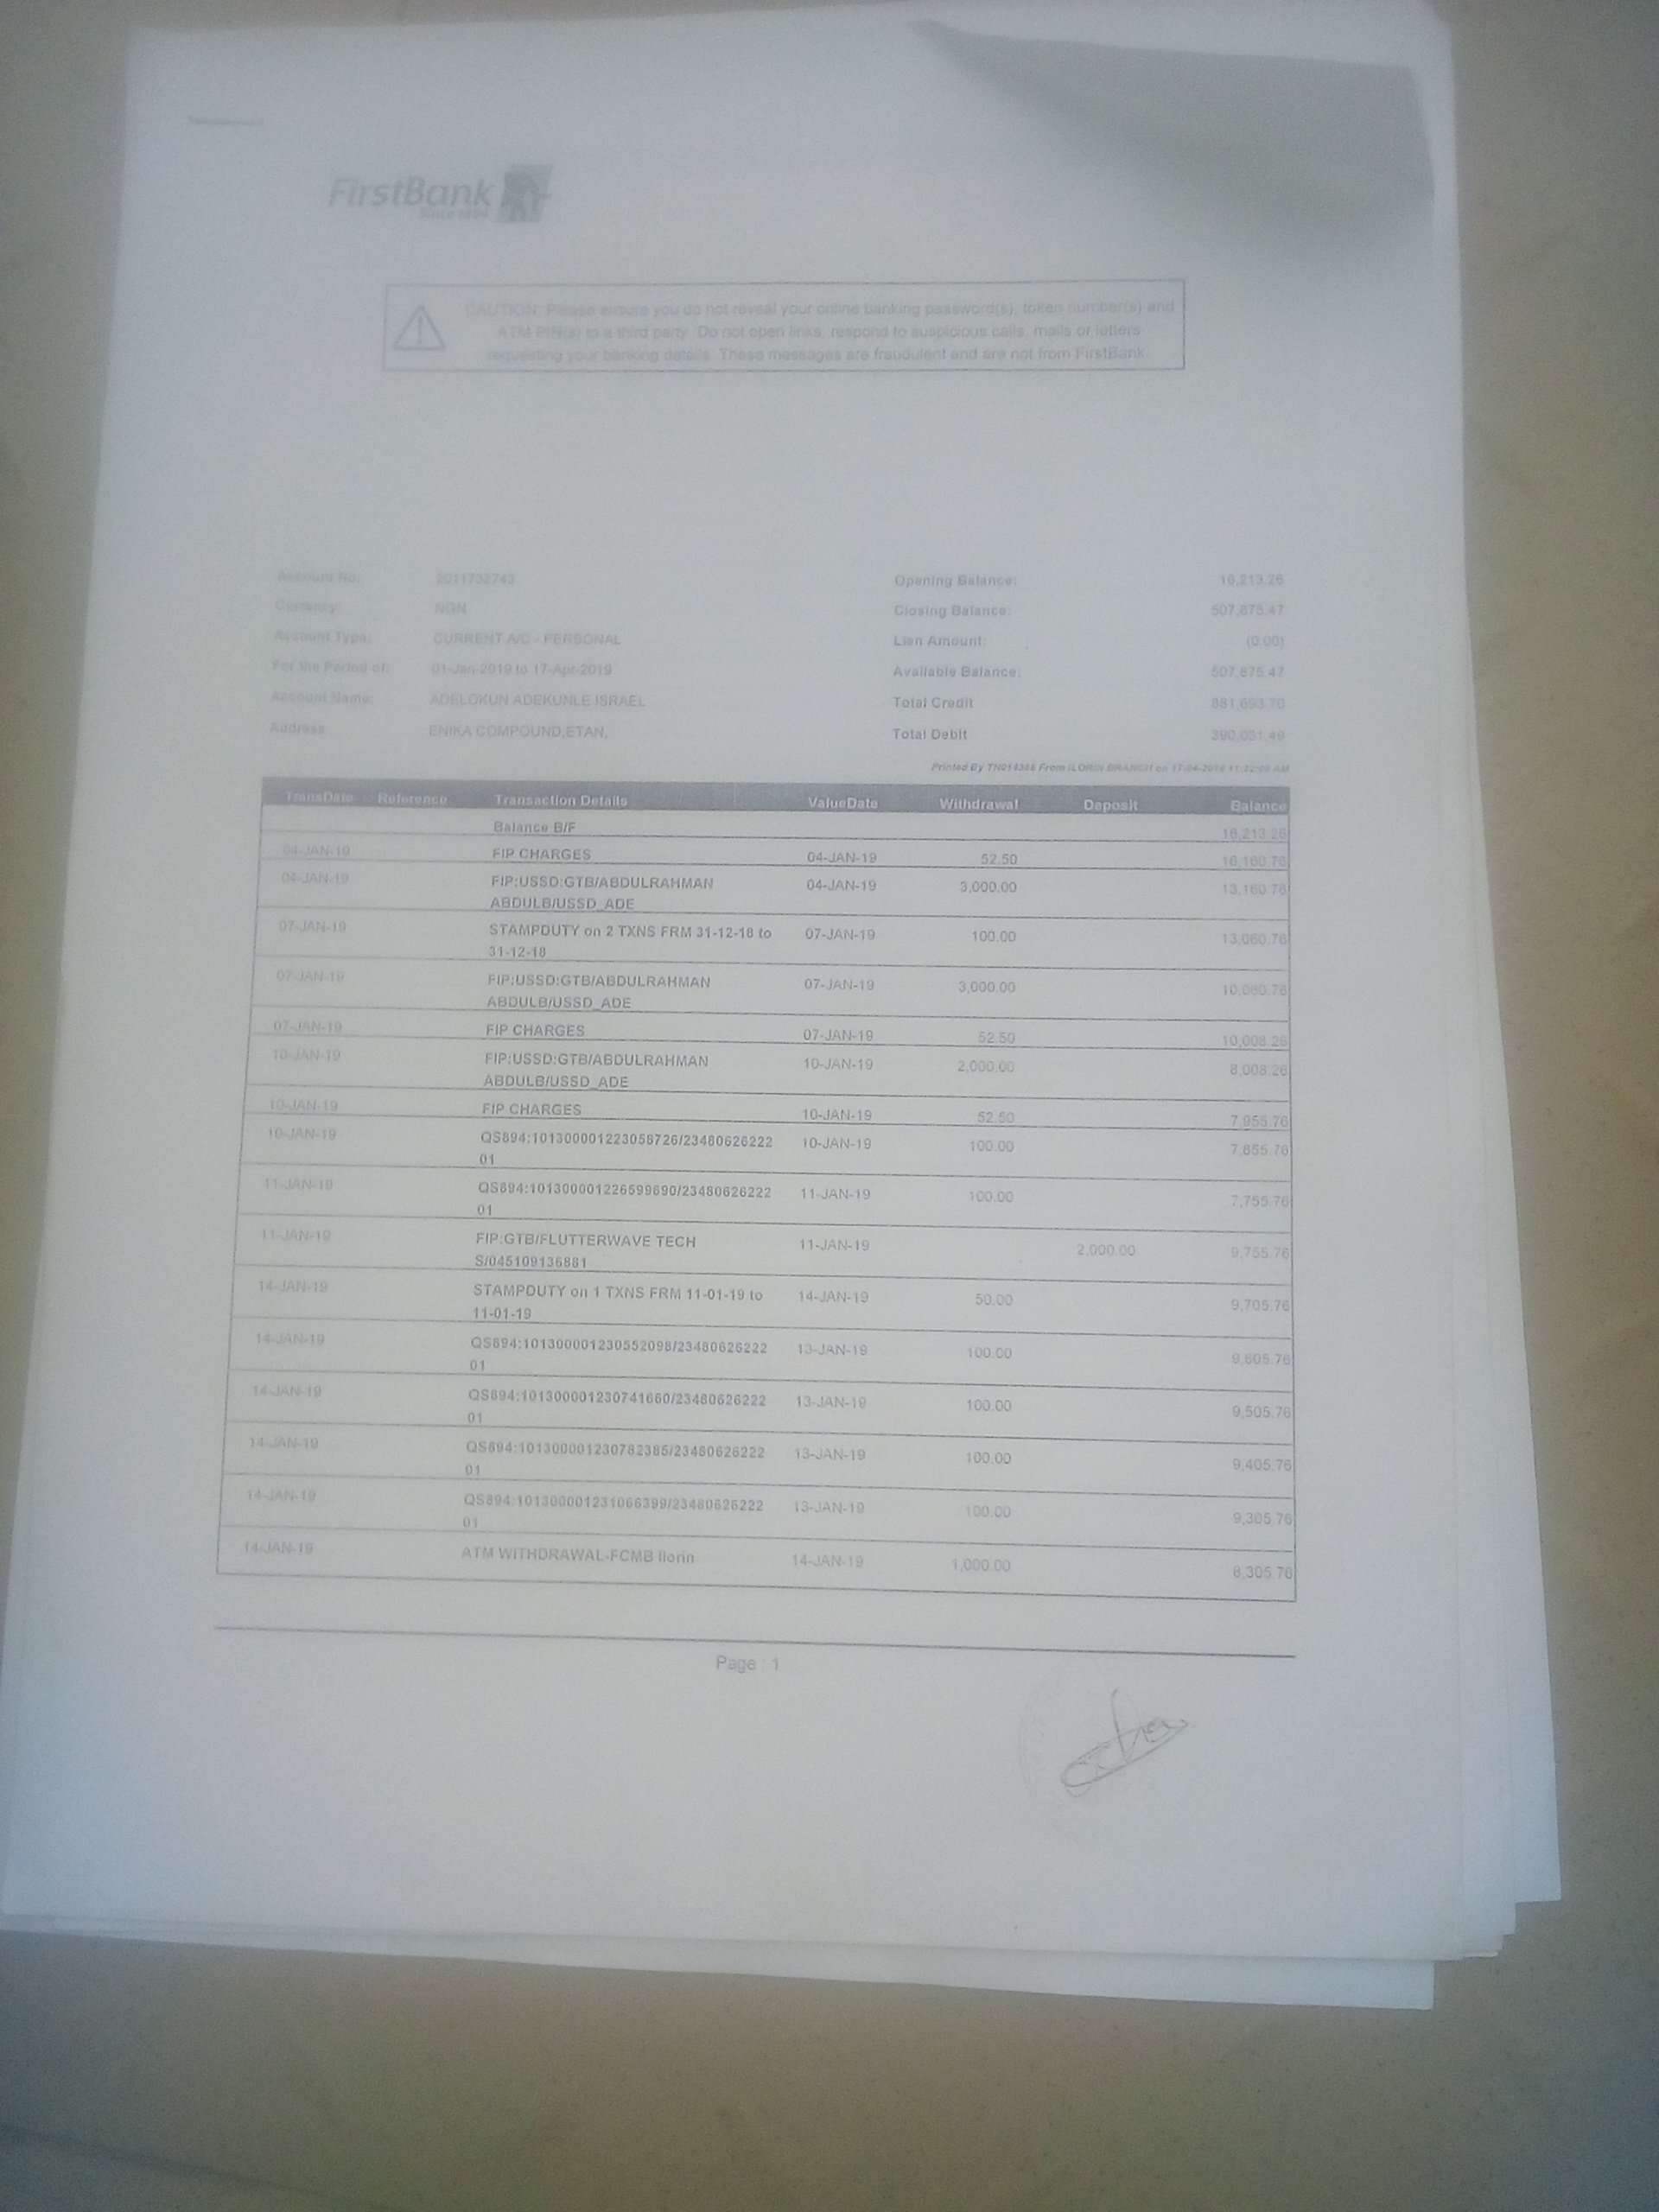 FirstBank
Since 1894
CAUTION: Please ensure you do not reveal your online banking password(s), token number(s) and
ATM PIN(s) to a third party. Do not open links, respond to suspicious calls, mails or letters
requesting your banking details. These messages are fraudulent and are not from FirstBank
Account No: 2011732743 Opening Balance: 16,213.26
Currency: NGN Closing Balance: 507,875.47
Account Type: CURRENT A/C - PERSONAL Lien Amount: (0.00)
For the Period of: 01-Jan-2019 to 17-Apr-2019 Available Balance: 507,875.47
Account Name: ADELOKUN ADEKUNLE ISRAEL Total Credit 881,693.70
Address ENIKA COMPOUND,ETAN, Total Debit 390,031.49
Printed By TN014386 From ILORIN BRANCH on 17-04-2019 AM
TransDate Reference Transaction Details ValueDate Withdrawal Deposit Balance
Balance B/F 16,213.26
04-JAN-19 FIP CHARGES 04-JAN-19 52.50 16,160.76
04-JAN-19 FIP:USSD:GTB/ABDULRAHMAN 04-JAN-19 3,000.00 13,160.76
ABDULB/USSD_ADE
07-JAN-19 STAMPDUTY on 2 TXNS FRM 31-12-18 to 07-JAN-19 100.00 13,060.76
31-12-18
07-JAN-19 FIP:USSD:GTB/ABDULRAHMAN 07-JAN-19 3,000.00 10,060.76
ABDULB/USSD_ADE
07-JAN-19 FIP CHARGES 07-JAN-19 52.50 10,008.26
10-JAN-19 FIP:USSD:GTB/ABDULRAHMAN 10-JAN-19 2,000.00 8,008.26
ABDULB/USSD_ADE
10-JAN-19 FIP CHARGES 10-JAN-19 52.50 7,955.76
10-JAN-19 QS894:101300001223058726/23480626222 10-JAN-19 100.00 7,855.76
01
11-JAN-19 QS894:101300001226599690/23480626222 11-JAN-19 100.00 7,755.76
01
11-JAN-19 FIP:GTB/FLUTTERWAVE TECH 11-JAN-19 2,000.00 9,755.76
S/045109136881
14-JAN-19 STAMPDUTY on 1 TXNS FRM 11-01-19 to 14-JAN-19 50.00 9,705.76
11-01-19
14-JAN-19 QS894:101300001230552098/23480626222 13-JAN-19 100.00 9,605.76
01
14-JAN-19 QS894:101300001230741660/23480626222 13-JAN-19 100.00 9,505.76
01
14-JAN-19 QS894:101300001230782385/23480626222 13-JAN-19 100.00 9,405.76
01
14-JAN-19 QS894:101300001231066399/23480626222 13-JAN-19 100.00 9,305.76
01
14-JAN-19 ATM WITHDRAWAL-FCMB Ilorin 14-JAN-19 1,000.00 8,305.76
Page : 1